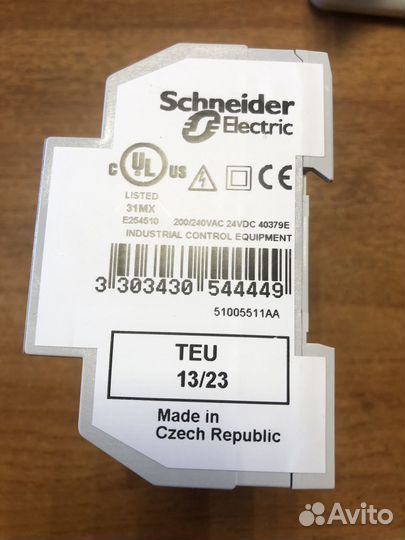 Schneider
Electric
C UL US CE
LISTED
31MX
E254510 200/240VAC 24VDC 40379E
INDUSTRIAL CONTROL EQUIPMENT
3 303430 544449
51005511AA
TEU
13/23
Made in
Czech Republic
Avito